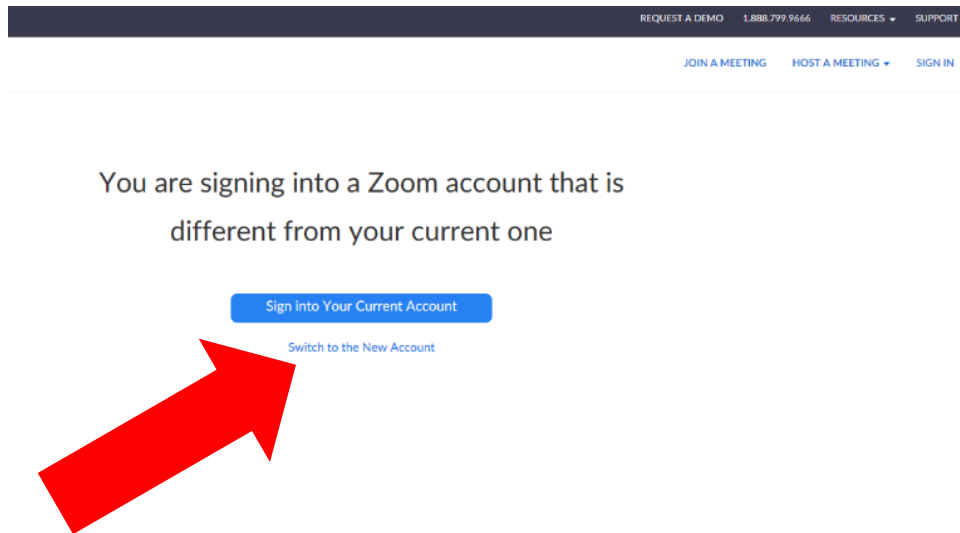 REQUEST A DEMO 1.888.799.9666 RESOURCES SUPPORT
JOIN A MEETING HOST A MEETING SIGN IN
You are signing into a Zoom account that is
different from your current one
Sign into Your Current Account
Switch to the New Account